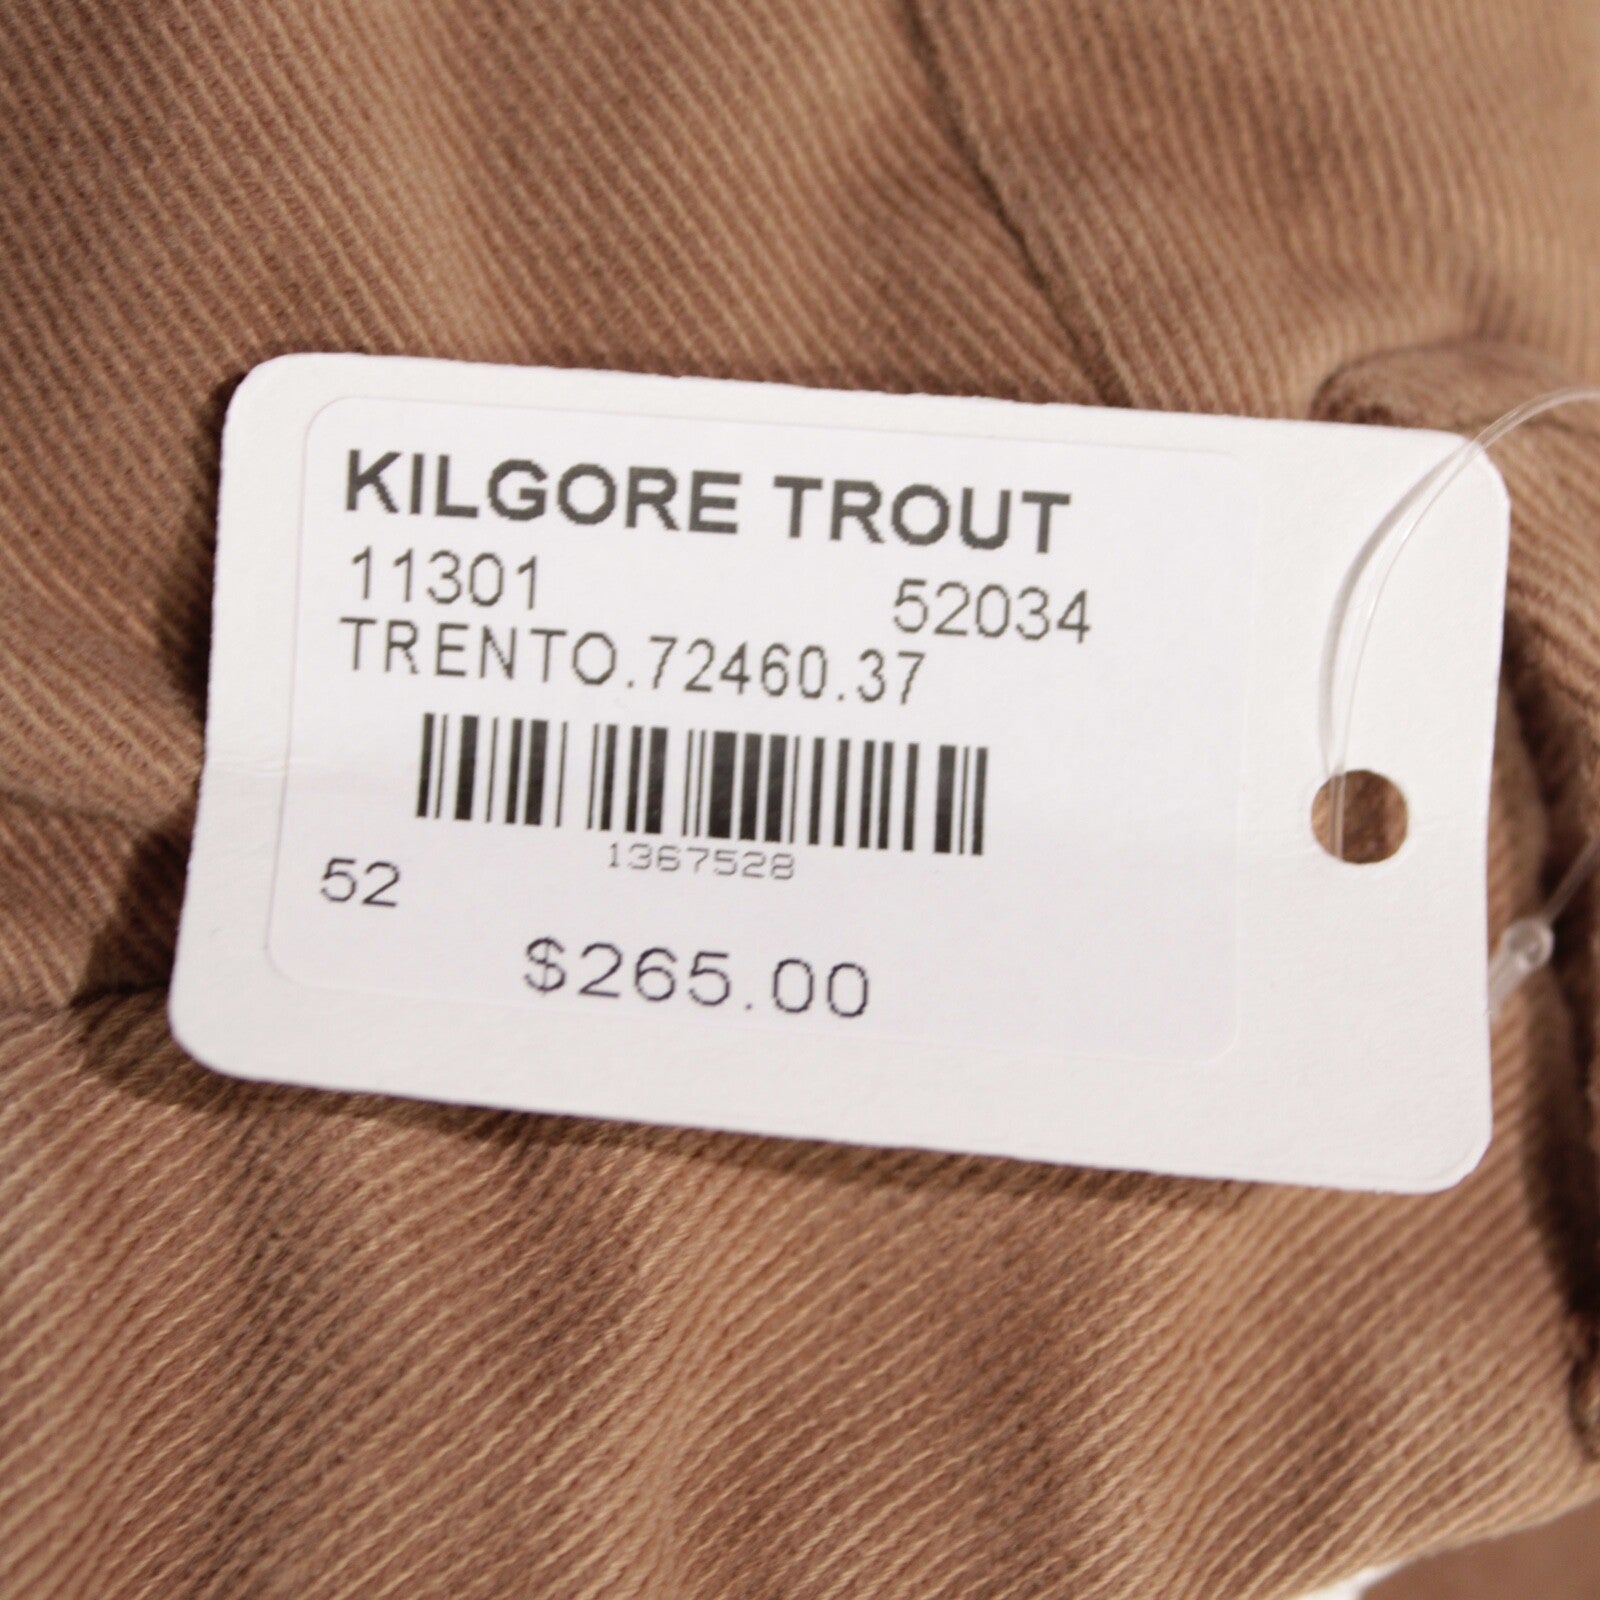 KILGORE TROUT
11301 52034
TRENTO.72460.37
1367528
52
$265.00